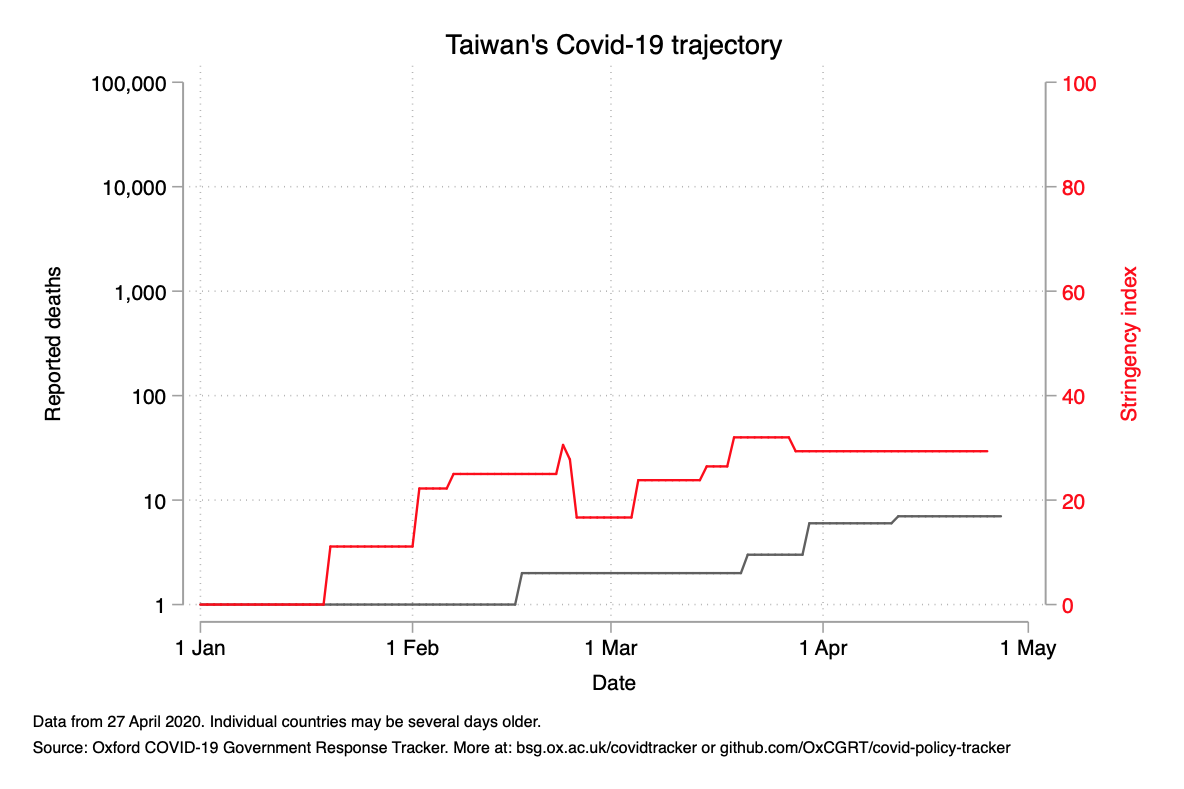 Taiwan's Covid-19 trajectory
100,000
10,000
1,000
100
10
1
Reported deaths
100
80
60
40
20
0
Stringency index
1 Jan
1 Feb
1 Mar
1 Apr
1 May
Date
Data from 27 April 2020. Individual countries may be several days older.
Source: Oxford COVID-19 Government Response Tracker. More at: bsg.ox.ac.uk/covidtracker or github.com/OxCGRT/covid-policy-tracker